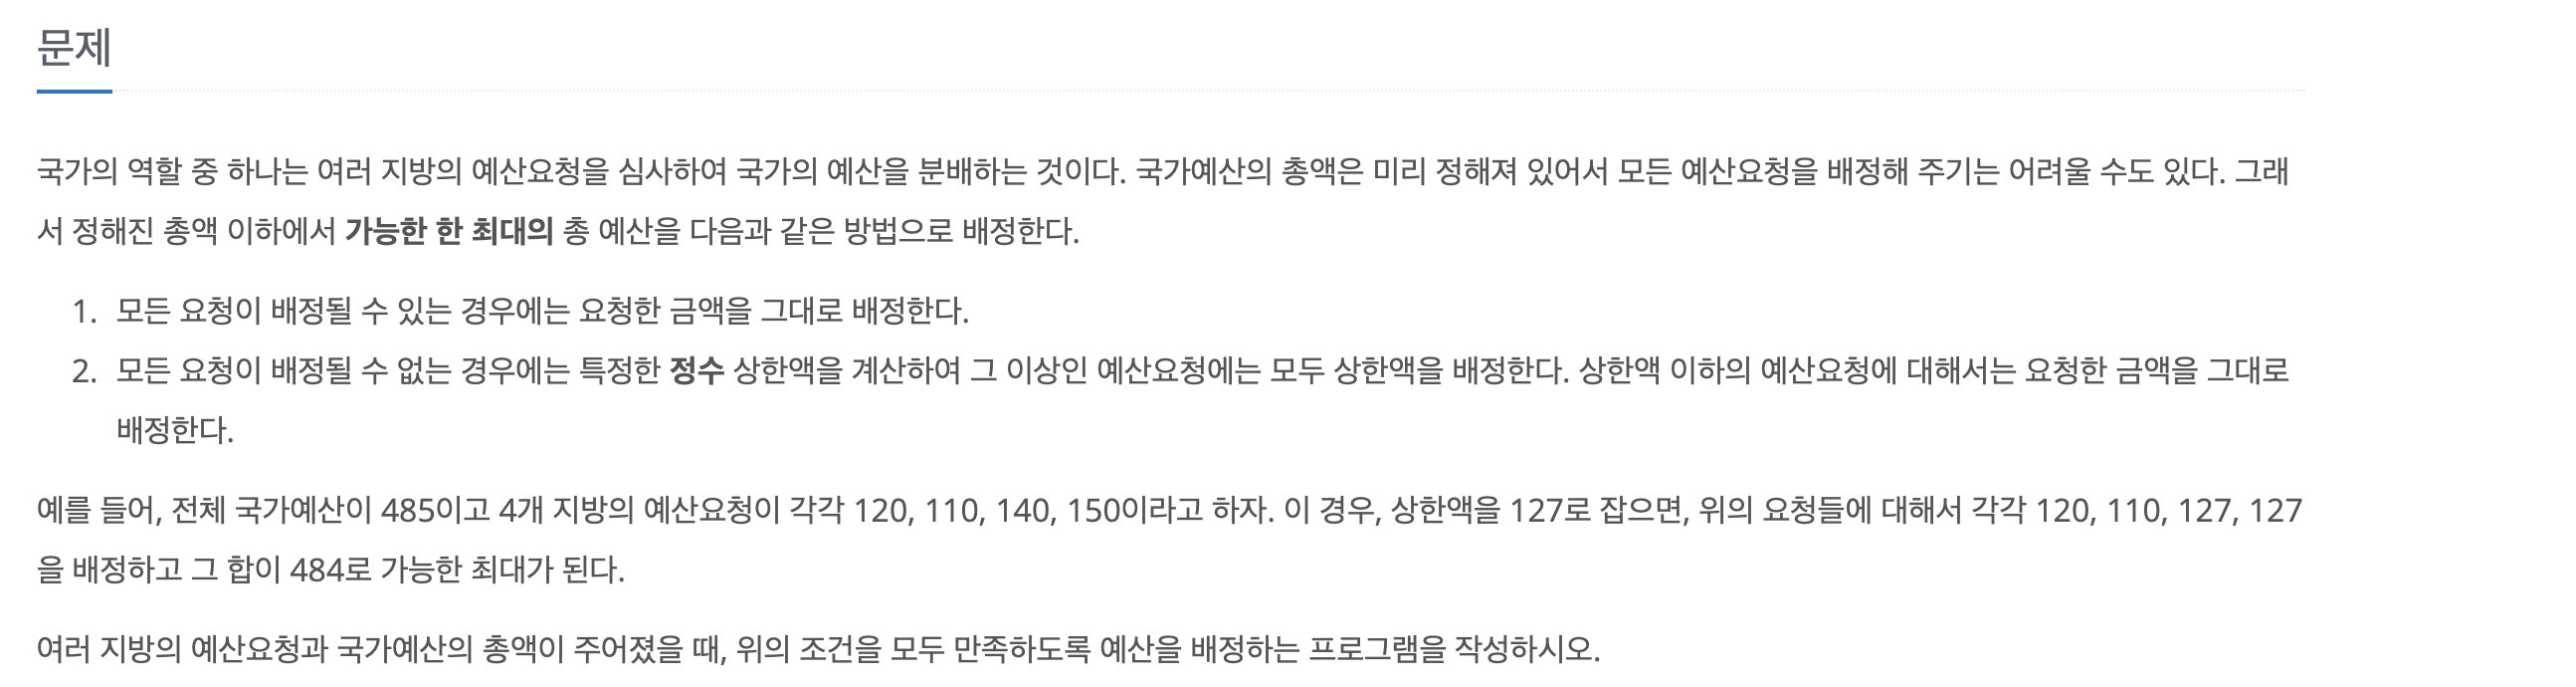 문제
국가의 역할 중 하나는 여러 지방의 예산요청을 심사하여 국가의 예산을 분배하는 것이다. 국가예산의 총액은 미리 정해져 있어서 모든 예산요청을 배정해 주기는 어려울 수도 있다. 그래
서 정해진 총액 이하에서 가능한 한 최대의 총 예산을 다음과 같은 방법으로 배정한다.
1. 모든 요청이 배정될 수 있는 경우에는 요청한 금액을 그대로 배정한다.
2. 모든 요청이 배정될 수 없는 경우에는 특정한 정수 상한액을 계산하여 그 이상인 예산요청에는 모두 상한액을 배정한다. 상한액 이하의 예산요청에 대해서는 요청한 금액을 그대로
배정한다.
예를 들어, 전체 국가예산이 485이고 4개 지방의 예산요청이 각각 120, 110, 140, 150이라고 하자. 이 경우, 상한액을 127로 잡으면, 위의 요청들에 대해서 각각 120, 110, 127, 127
을 배정하고 그 합이 484로 가능한 최대가 된다.
여러 지방의 예산요청과 국가예산의 총액이 주어졌을 때, 위의 조건을 모두 만족하도록 예산을 배정하는 프로그램을 작성하시오.